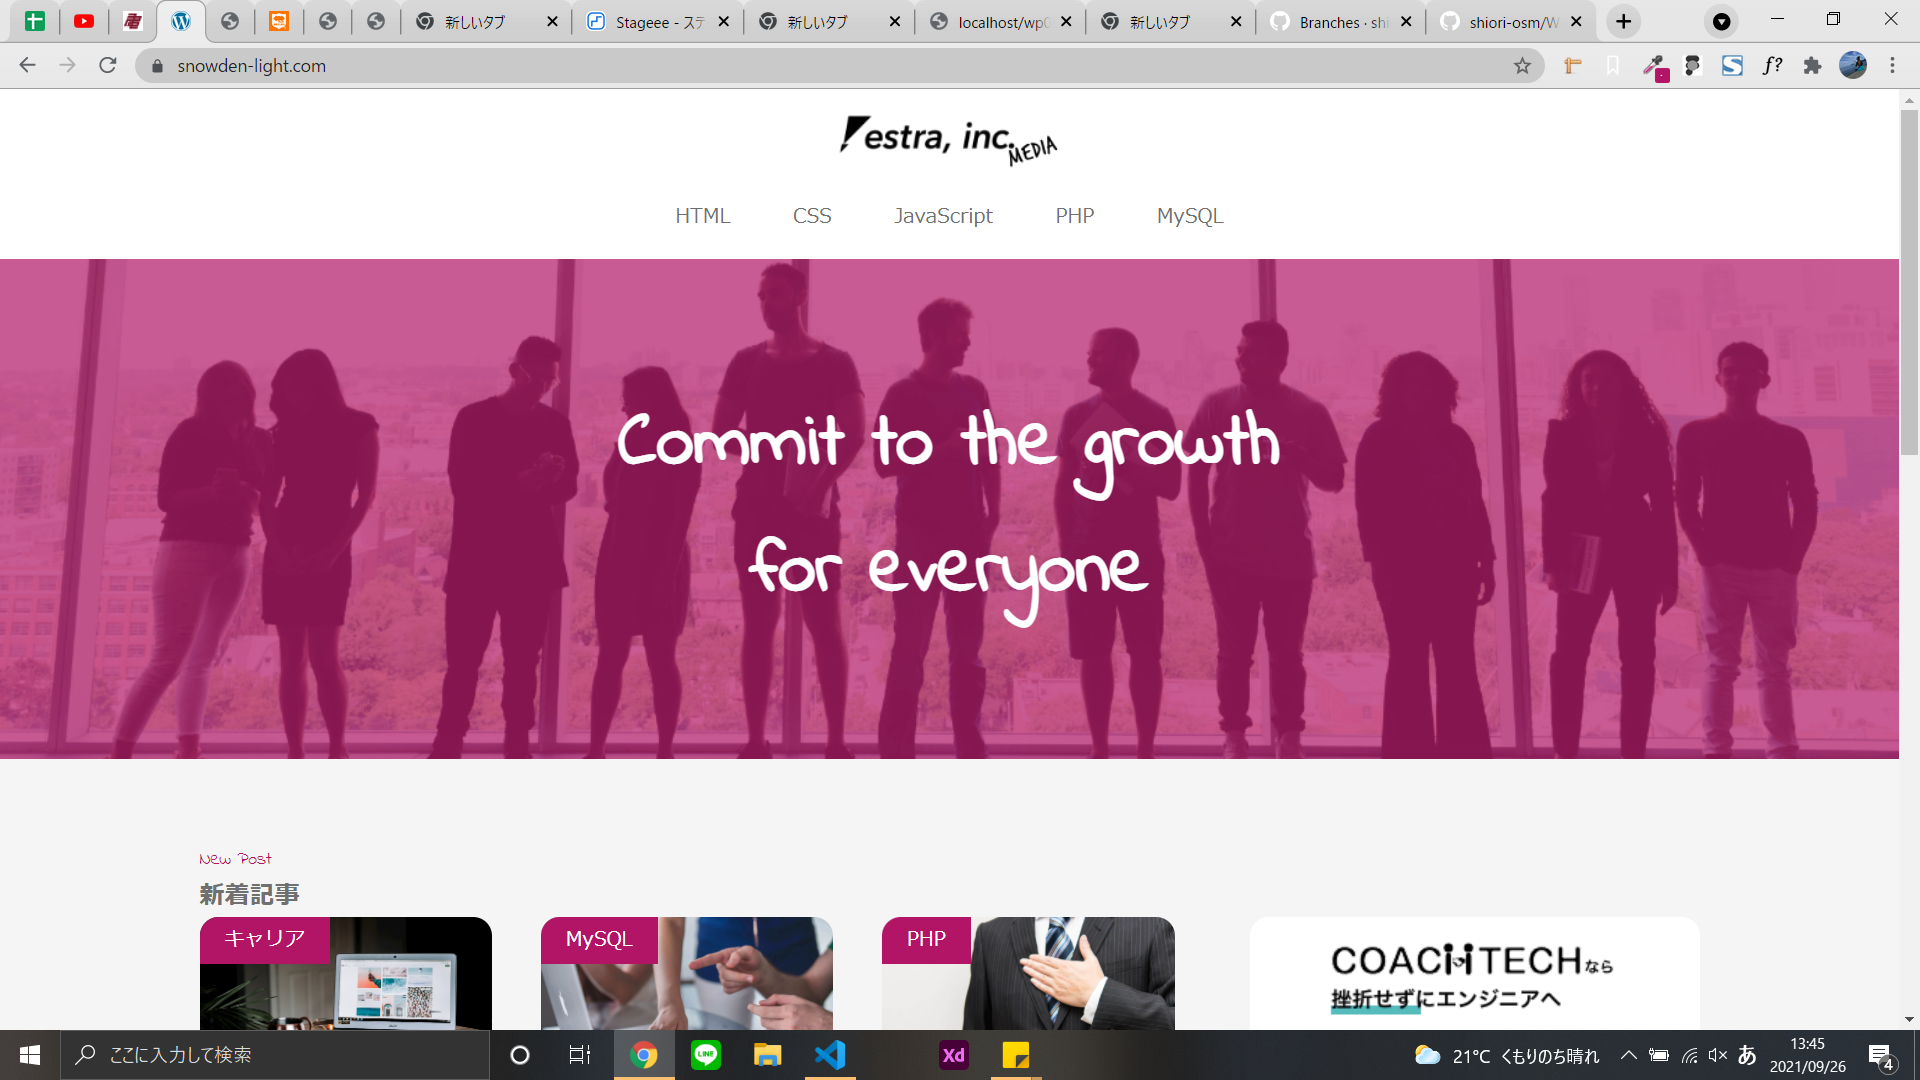 新しいタブ
Stageee - ステ
新しいタブ
localhost/wp
新しいタブ
Branches · shi
shiori-osm/W
snowden-light.com
f?
estra, inc.
MEDIA
HTML CSS JavaScript PHP MySQL
Commit to the growth
for everyone
New Post
新着記事
キャリア
MySQL
PHP
COACHTECHなら
挫折せずにエンジニアへ
ここに入力して検索
Xd
21°C くもりのち晴れ
あ
13:45
2021/09/26
4